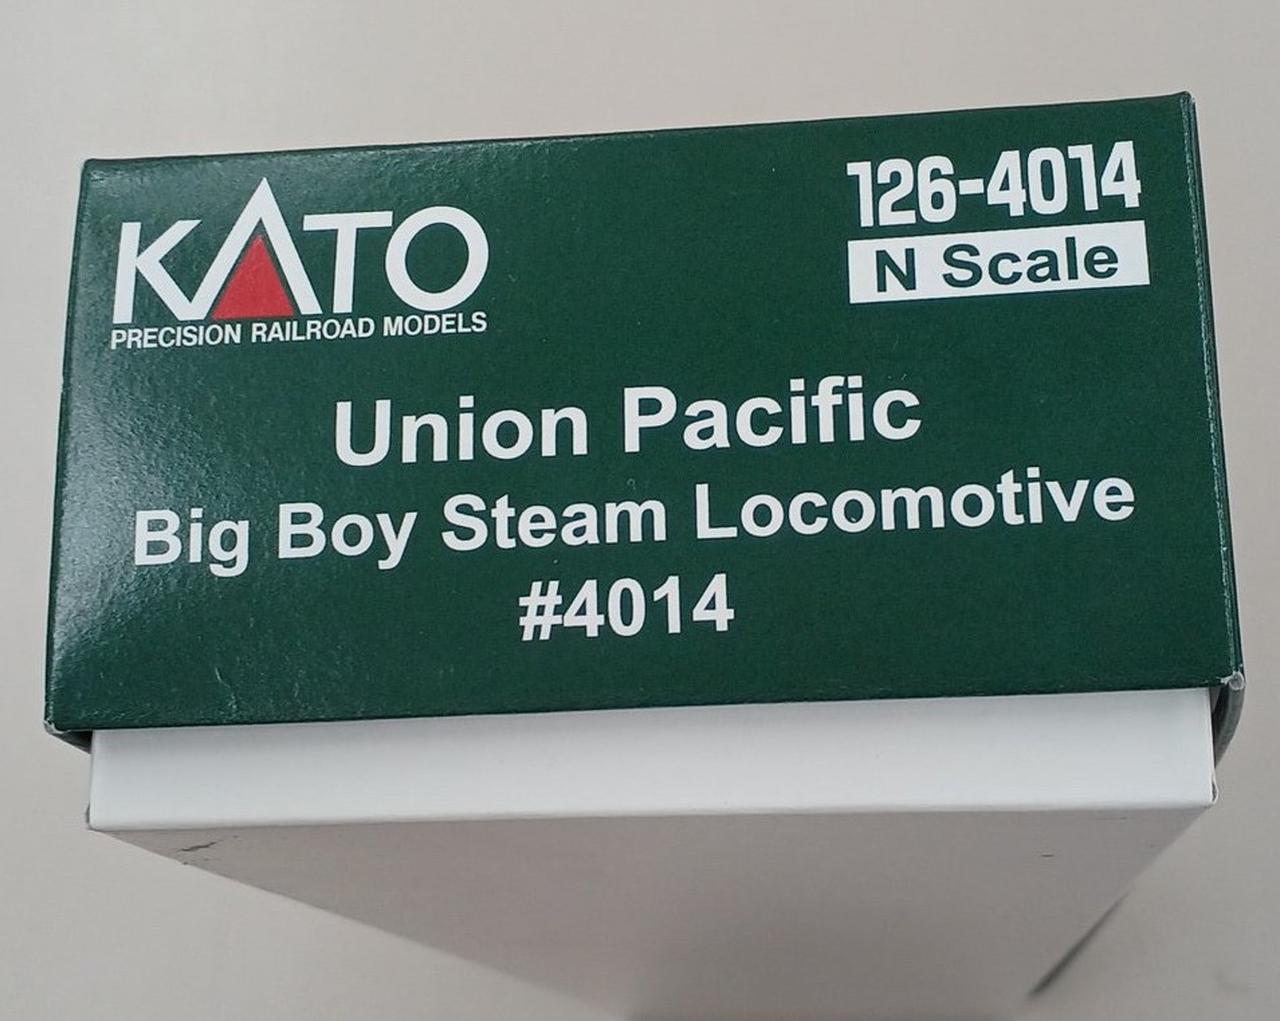 KATO
PRECISION RAILROAD MODELS
126-4014
N Scale
Union Pacific
Big Boy Steam Locomotive
#4014